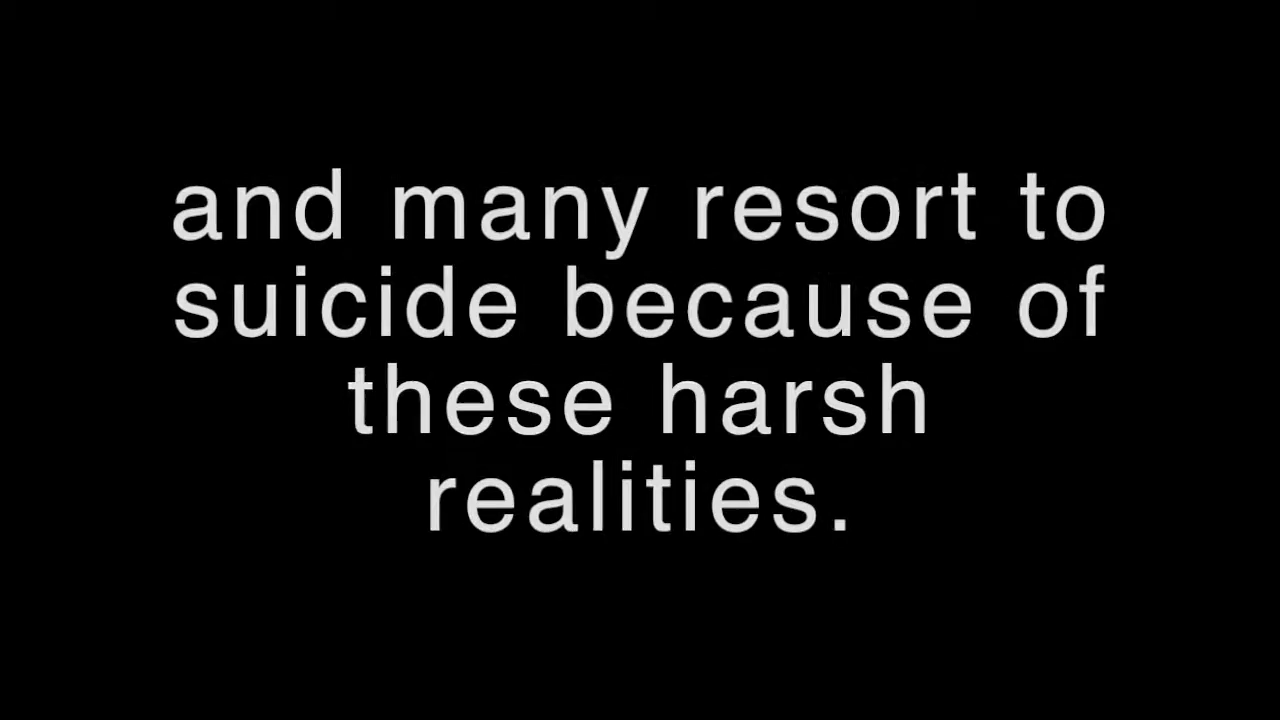 and many resort to
suicide because of
these harsh
realities.